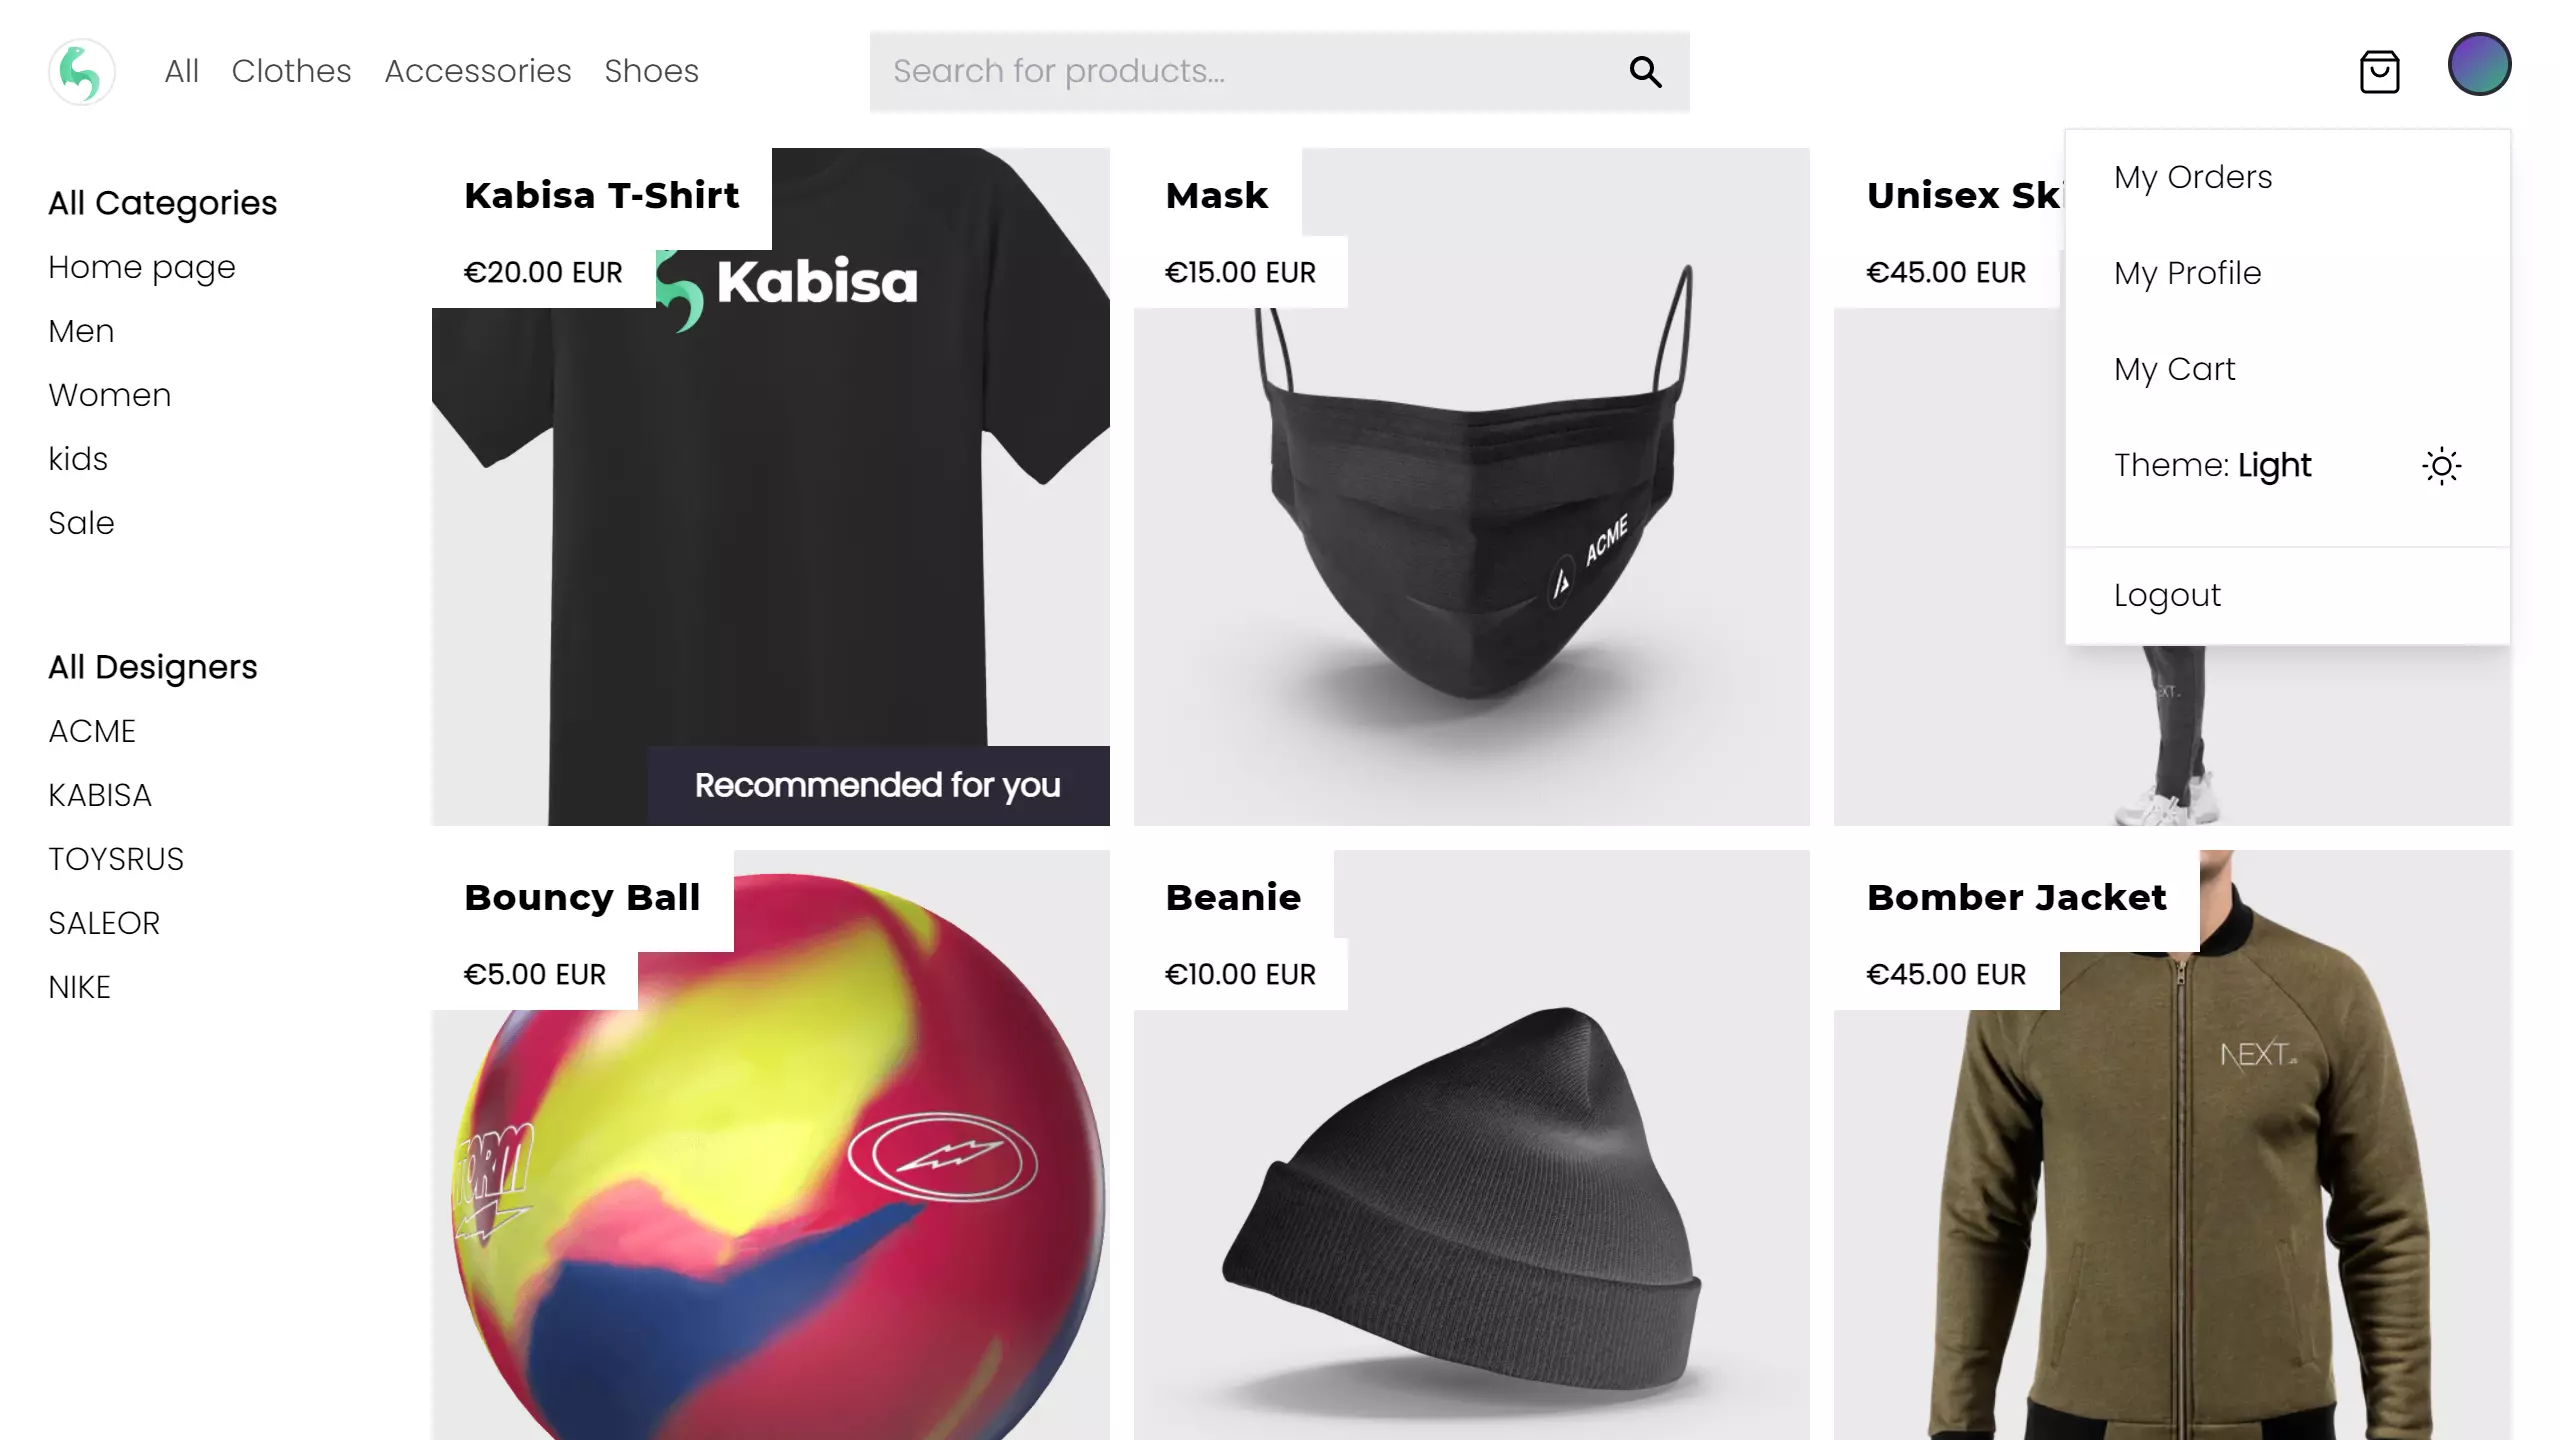 All Clothes Accessories Shoes
Search for products...
My Orders
My Profile
My Cart
Theme: Light
Logout
All Categories
Home page
Men
Women
kids
Sale
All Designers
ACME
KABISA
TOYSRUS
SALEOR
NIKE
Kabisa T-Shirt
€20.00 EUR
Kabisa
Recommended for you
Mask
€15.00 EUR
ACME
Unisex
€45.00 EUR
Bouncy Ball
€5.00 EUR
Beanie
€10.00 EUR
Bomber Jacket
€45.00 EUR
NEXT